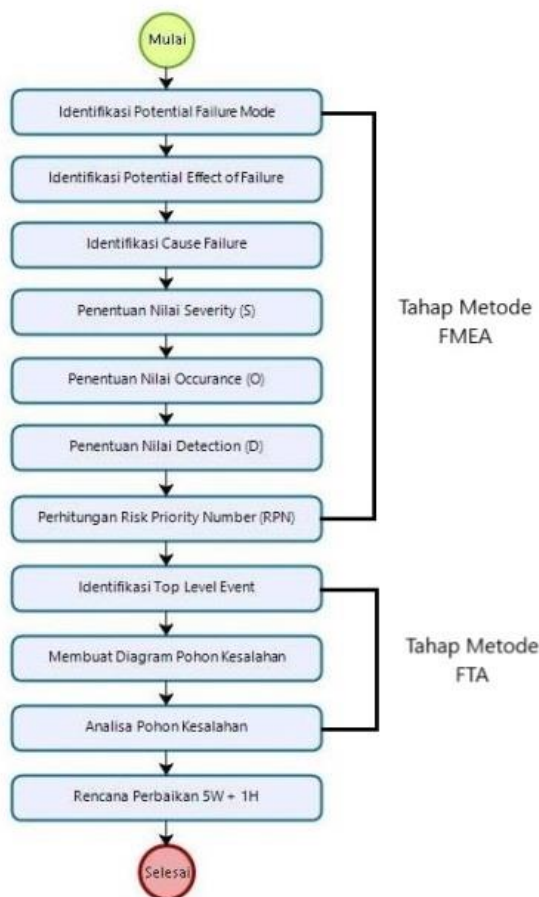 Mulai
Identifikasi Potential Failure Mode
Identifikasi Potential Effect of Failure
Identifikasi Cause Failure
Penentuan Nilai Severity (S)
Penentuan Nilai Occurance (O)
Penentuan Nilai Detection (D)
Perhitungan Risk Priority Number (RPN)
Tahap Metode
FMEA
Identifikasi Top Level Event
Membuat Diagram Pohon Kesalahan
Analisa Pohon Kesalahan
Tahap Metode
FTA
Rencana Perbaikan 5W + 1H
Selesai